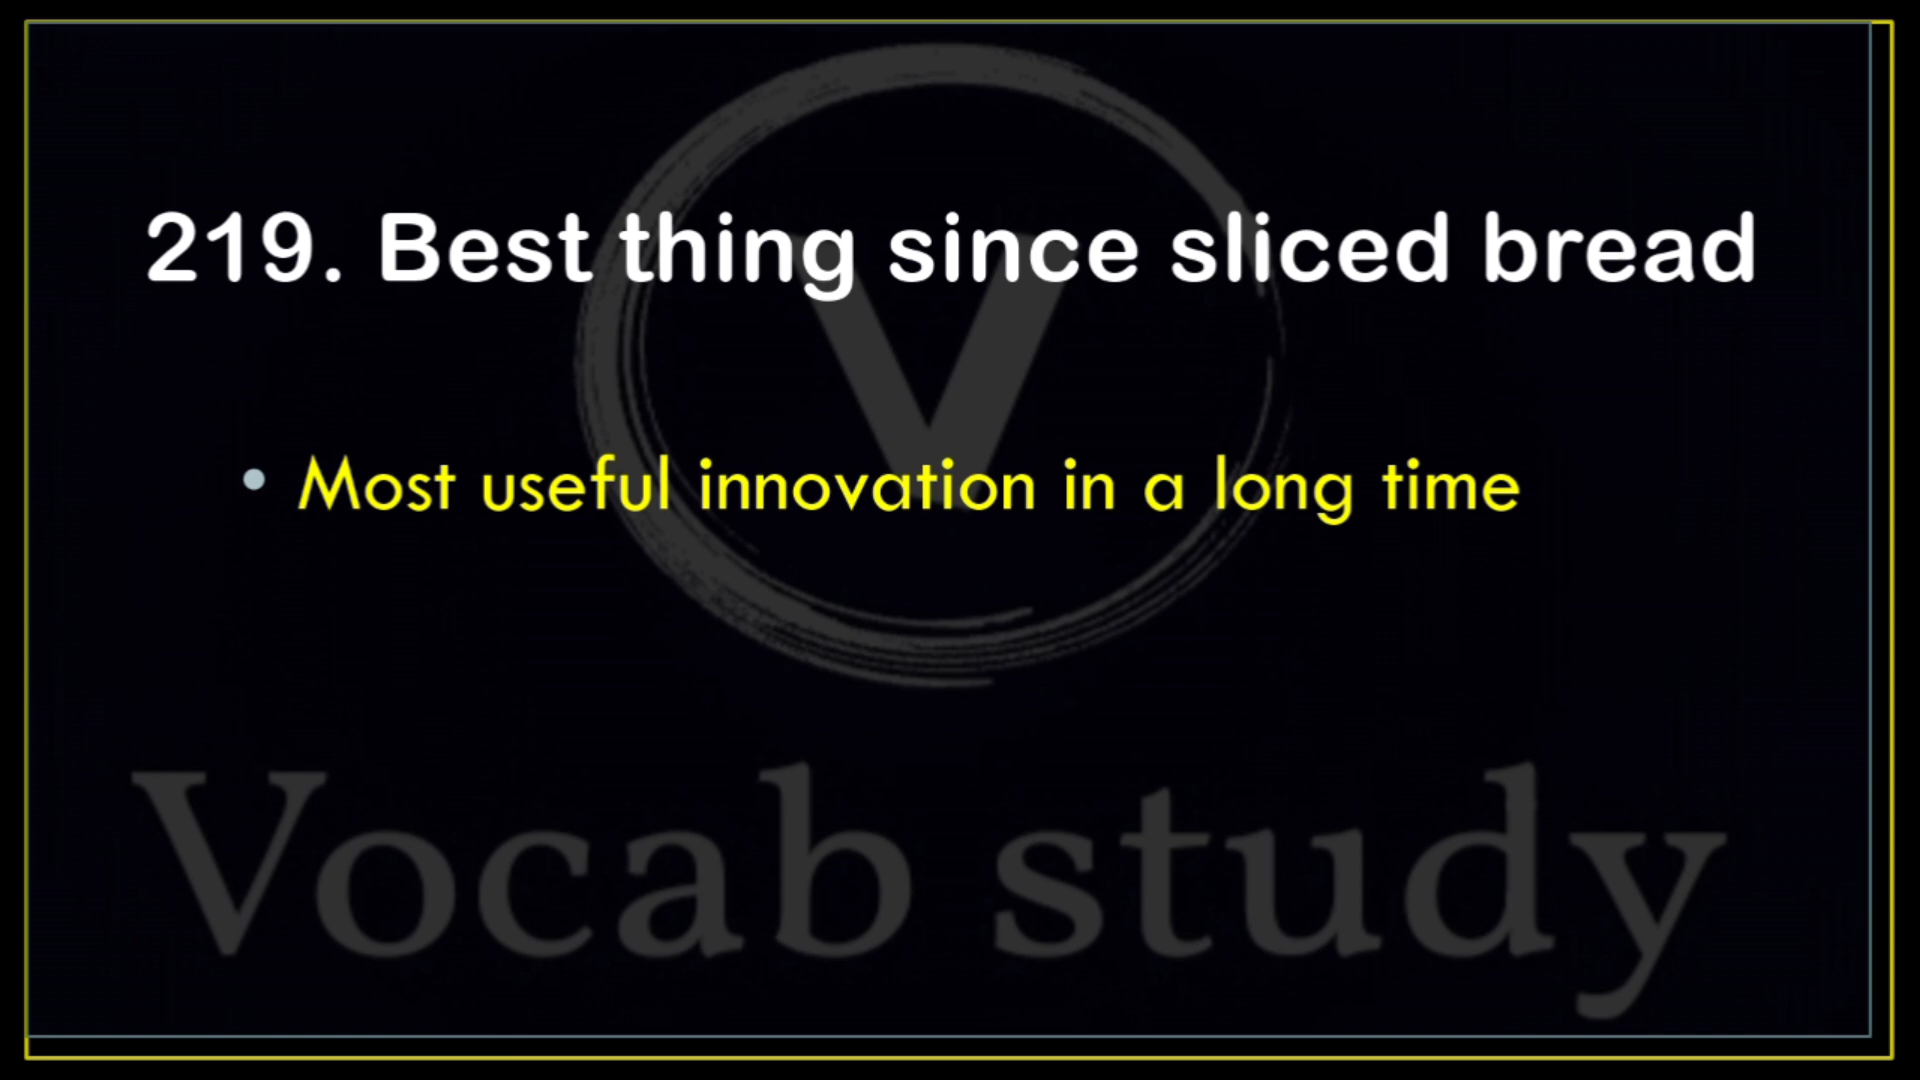 219. Best thing since sliced bread
• Most useful innovation in a long time
V
Vocab study